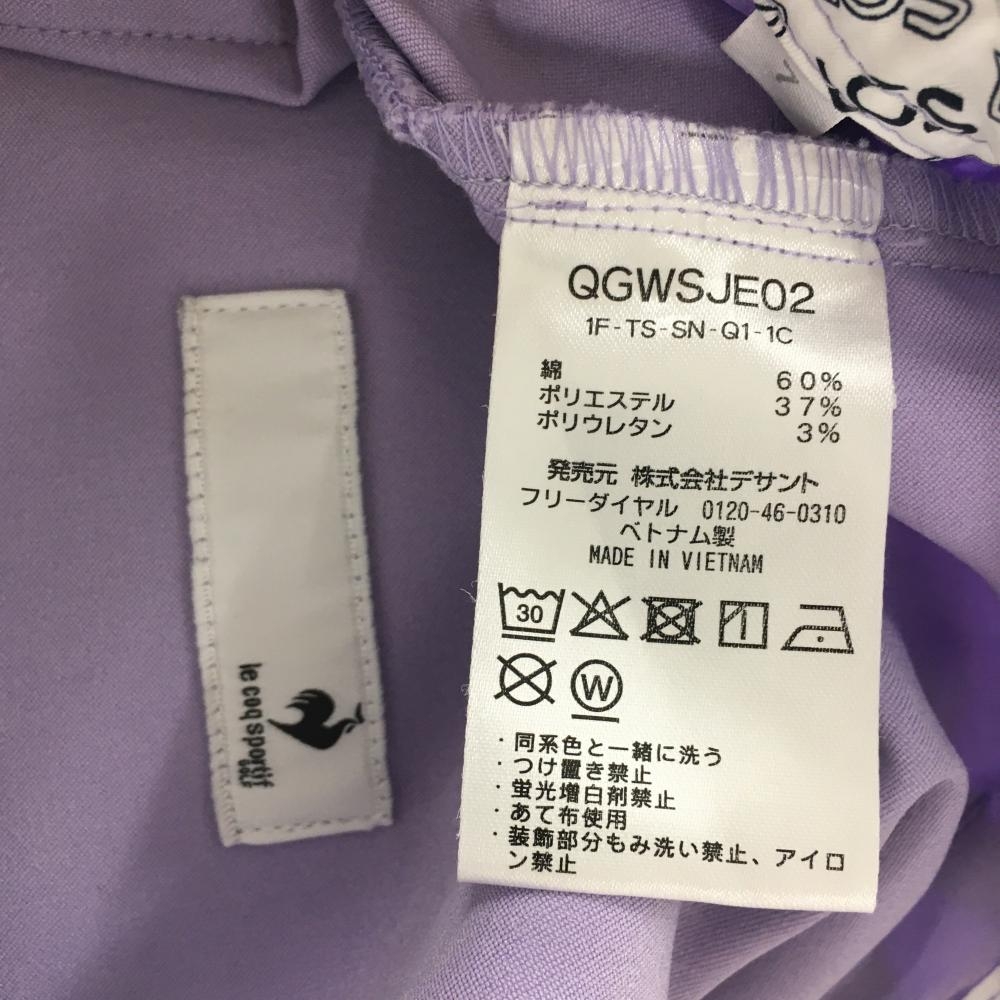 QGWSJE02
1F-TS-SN-Q1-1C
綿 60%
ポリエステル 37%
ポリウレタン 3%
発売元 株式会社デサント
フリーダイヤル 0120-46-0310
ベトナム製
MADE IN VIETNAM
30
W
・同系色と一緒に洗う
・つけ置き禁止
・蛍光増白剤禁止
・あて布使用
・装飾部分もみ洗い禁止、アイロ
ン禁止
le coq sportif